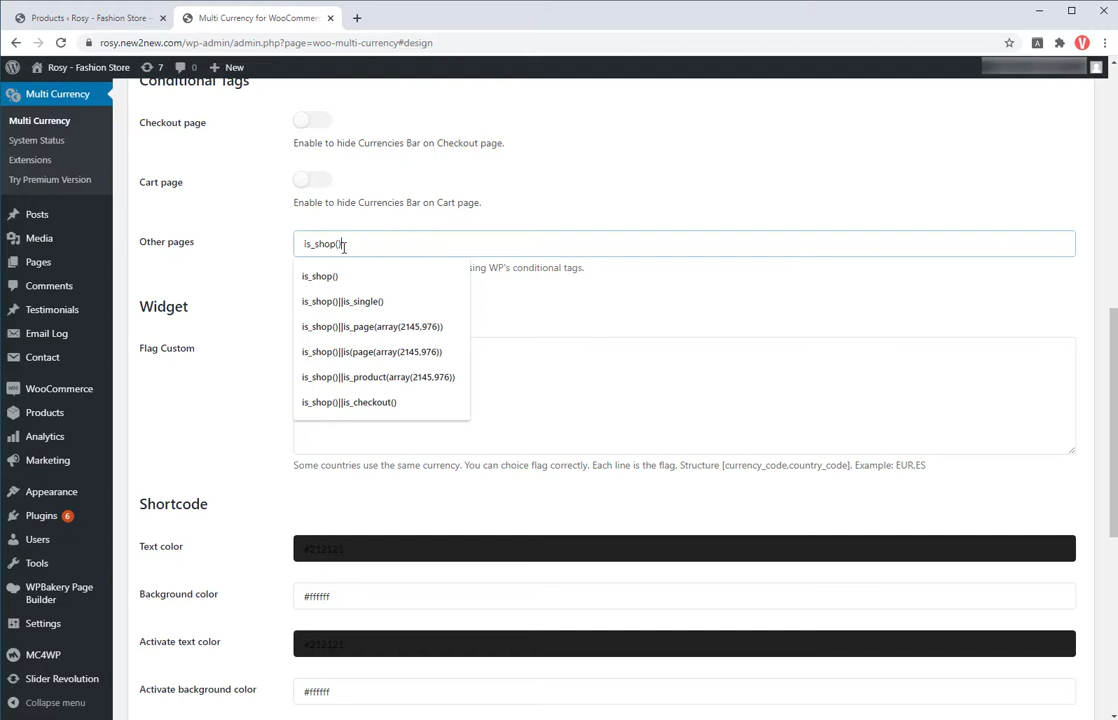 Products ‹ Rosy - Fashion Store —
Multi Currency for WooCommerc
rosy.new2new.com/wp-admin/admin.php?page=woo-multi-currency#design
Rosy - Fashion Store 7 0 New
Multi Currency
Multi Currency
System Status
Extensions
Try Premium Version
Posts
Media
Pages
Comments
Testimonials
Email Log
Contact
WooCommerce
Products
Analytics
Marketing
Appearance
Plugins 6
Users
Tools
WPBakery Page
Builder
Settings
MC4WP
Slider Revolution
Collapse menu
Conditional Tags
Checkout page
Enable to hide Currencies Bar on Checkout page.
Cart page
Enable to hide Currencies Bar on Cart page.
Other pages
is_shop()
sing WP's conditional tags.
is_shop()
is_shop()||is_single()
is_shop()||is_page(array(2145,976))
is_shop()||is(page(array(2145,976))
is_shop()||is_product(array(2145,976))
is_shop()||is_checkout()
Widget
Flag Custom
Some countries use the same currency. You can choice flag correctly. Each line is the flag. Structure [currency_code,country_code]. Example: EUR,ES
Shortcode
Text color
#212121
Background color
#ffffff
Activate text color
#212121
Activate background color
#ffffff